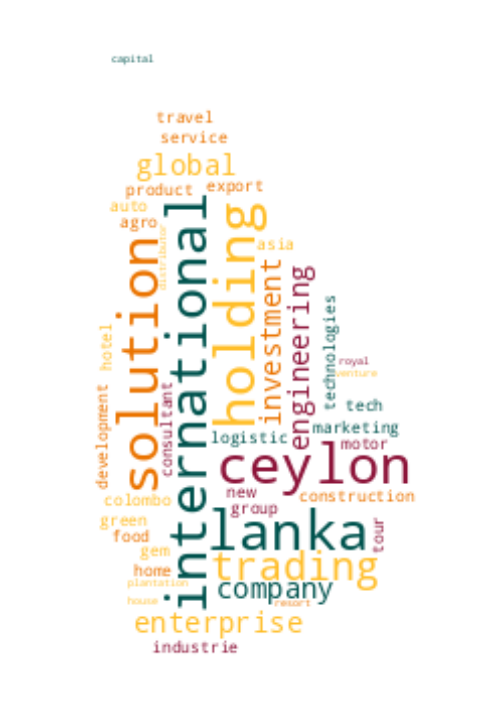 capital
travel
service
global
product
export
auto
agro
distributor
international
holding
solution
asia
investment
engineering
technologies
hotel
royal
venture
development
consultant
tech
marketing
logistic
motor
ceylon
new
construction
colombo
group
green
lanka
tour
food
gem
trading
home
plantation
company
house
resort
enterprise
industrie